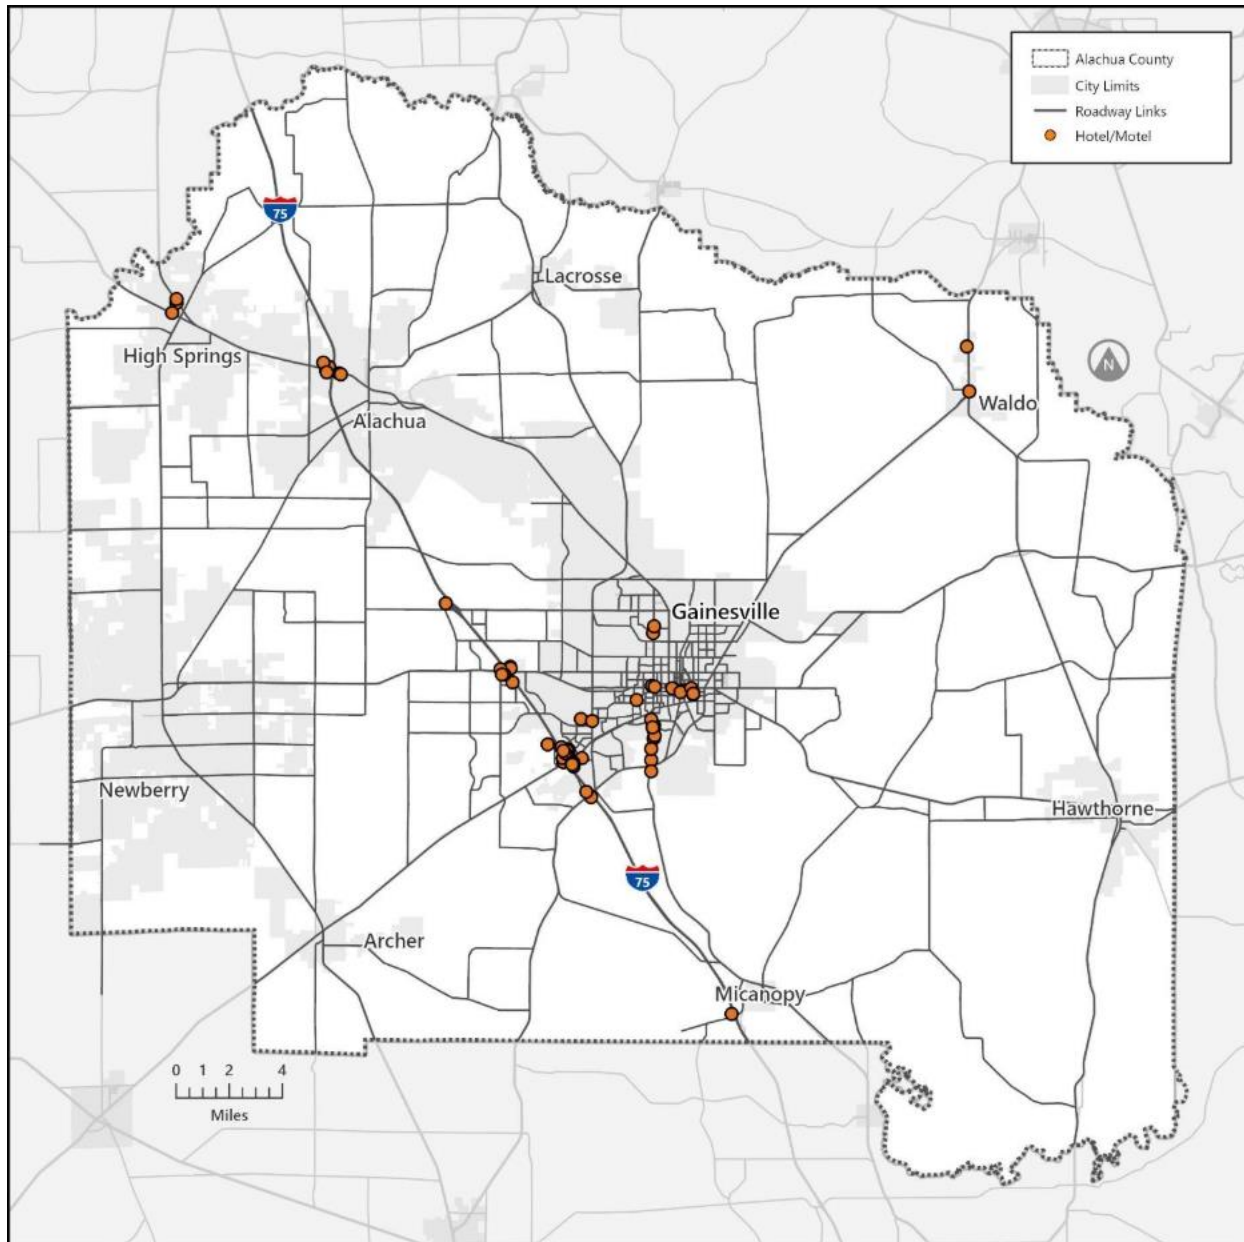 Alachua County
City Limits
Roadway Links
Hotel/Motel
75
Lacrosse
High Springs
N
Waldo
Alachua
Gainesville
Newberry
Hawthorne
75
Archer
Micanopy
0 1 2 4
Miles